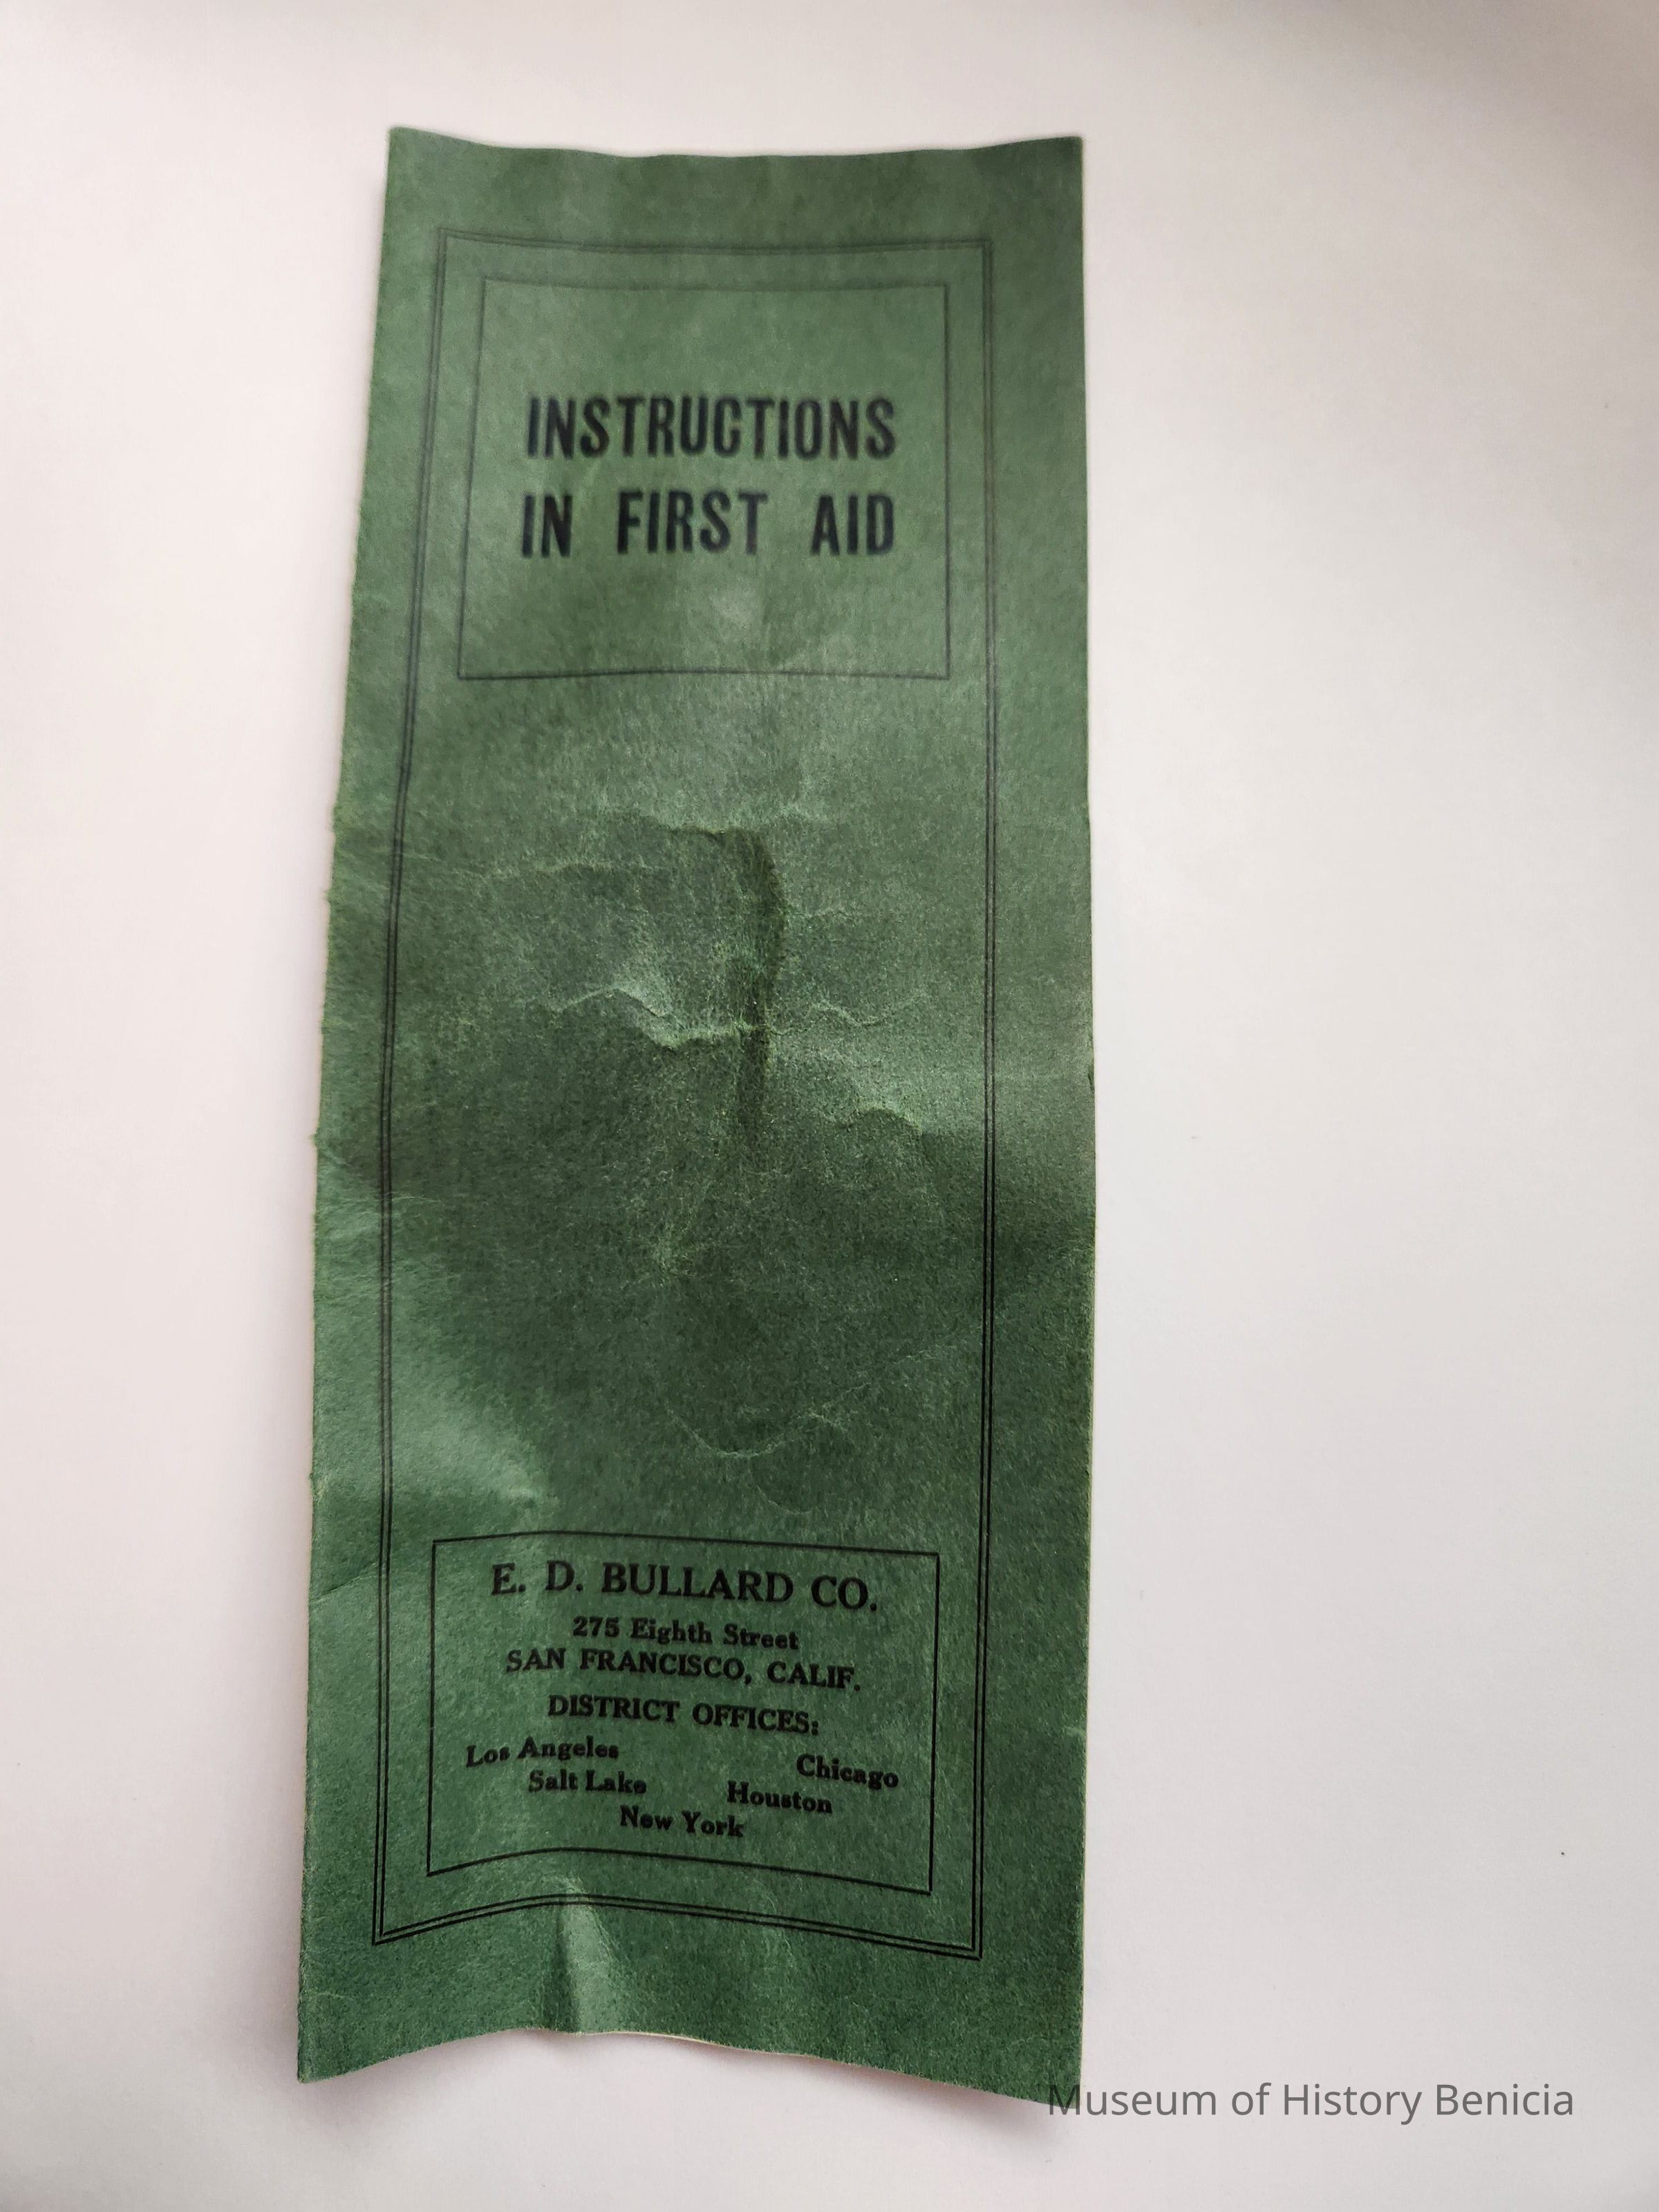 INSTRUCTIONS
IN FIRST AID
E. D. BULLARD CO.
275 Eighth Street
SAN FRANCISCO, CALIF.
DISTRICT OFFICES:
Los Angeles Chicago
Salt Lake Houston
New York
Museum of History Benicia